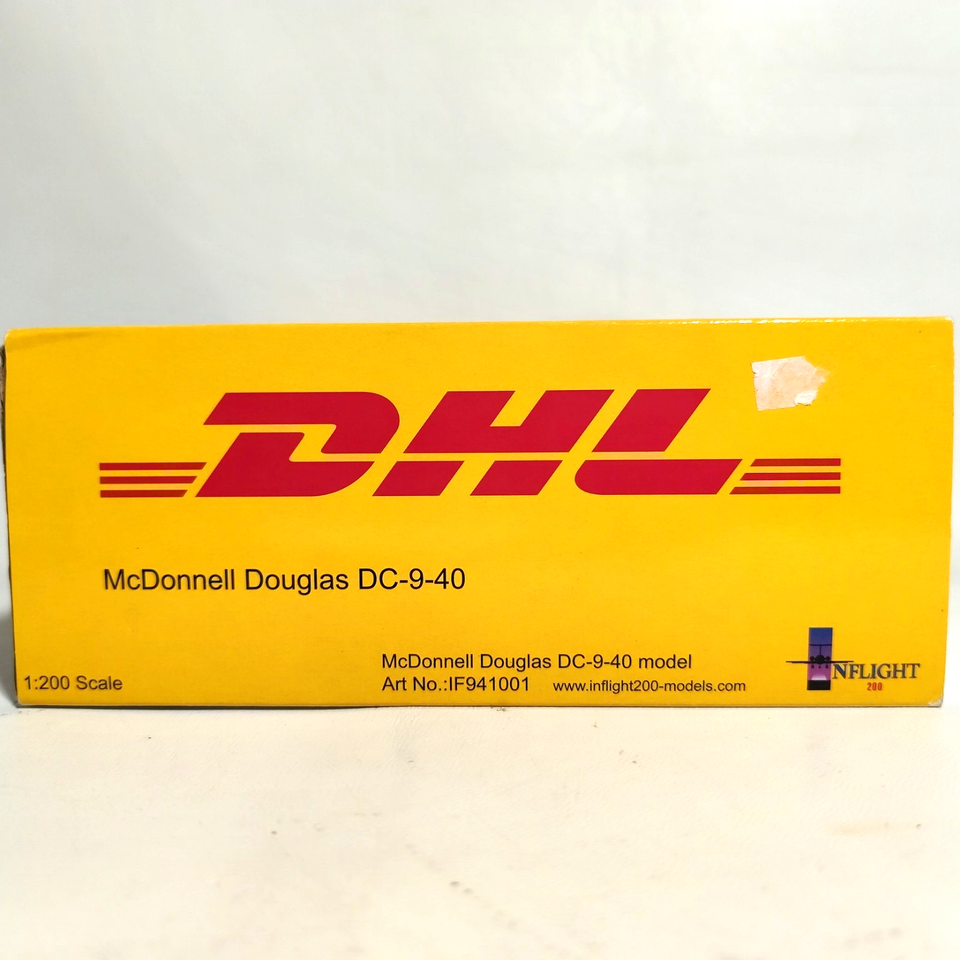 DHL
McDonnell Douglas DC-9-40
McDonnell Douglas DC-9-40 model
1:200 Scale
Art No.:IF941001 www.inflight200-models.com
INFLIGHT
200